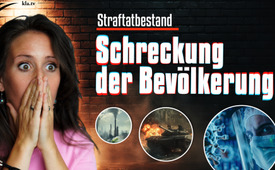 kla.tv
Straftatbestand
Schreckung
der Bevölkerung